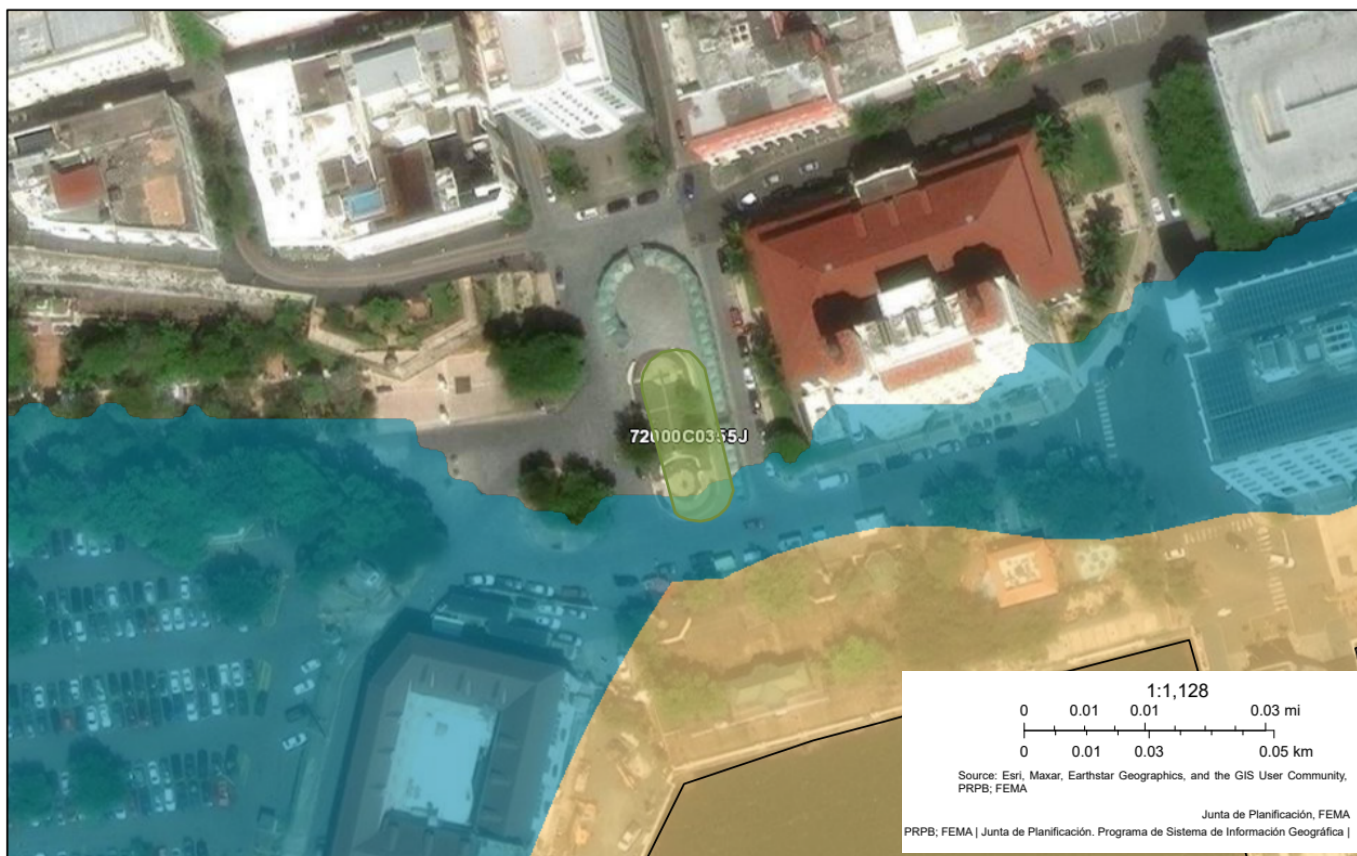 72000C0355J
1:1,128
0 0.01 0.01 0.03 mi
0 0.01 0.03 0.05 km
Source: Esri, Maxar, Earthstar Geographics, and the GIS User Community,
PRPB; FEMA
Junta de Planificación, FEMA
PRPB; FEMA | Junta de Planificación. Programa de Sistema de Información Geográfica |